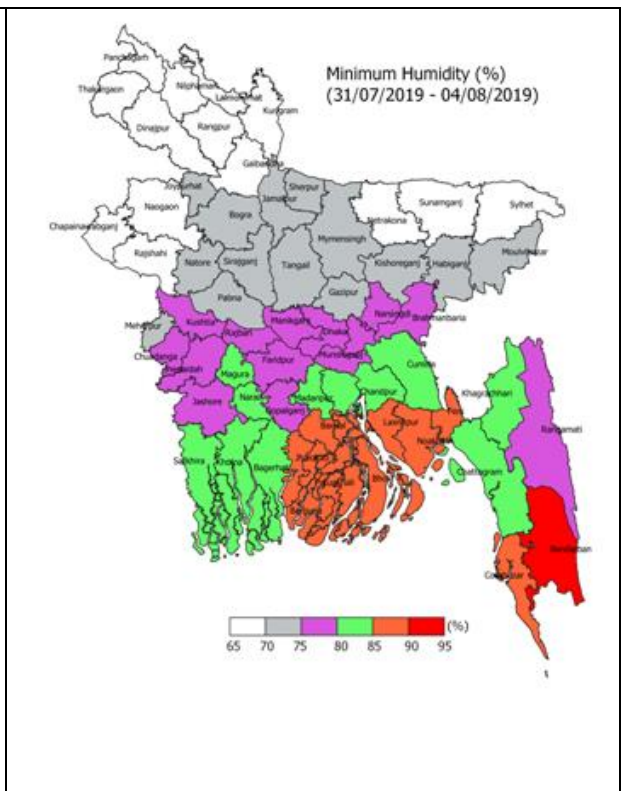 Minimum Humidity (%)
(31/07/2019 - 04/08/2019)
Panchagarh
Thakurgaon
Nilphamari
Lalmonirhat
Kurigram
Dinajpur
Rangpur
Gaibandha
Joypurhat
Sherpur
Jamalpur
Naogaon
Bogra
Sunamganj
Sylhet
Netrakona
Chapainawabganj
Mymensingh
Rajshahi
Natore
Sirajganj
Tangail
Kishoreganj
Habiganj
Moulvibazar
Pabna
Gazipur
Meherpur
Kushtia
Rajbari
Manikganj
Dhaka
Narsingdi
Brahmanbaria
Chuadanga
Jhenaidah
Faridpur
Munshiganj
Magura
Cumilla
Jashore
Narail
Gopalganj
Madaripur
Chandpur
Khagrachhari
Feni
Rangamati
Barisal
Laxmipur
Noakhali
Satkhira
Khulna
Bagerhat
Bhola
Chattogram
Barguna
Bandarban
(%)
65 70 75 80 85 90 95